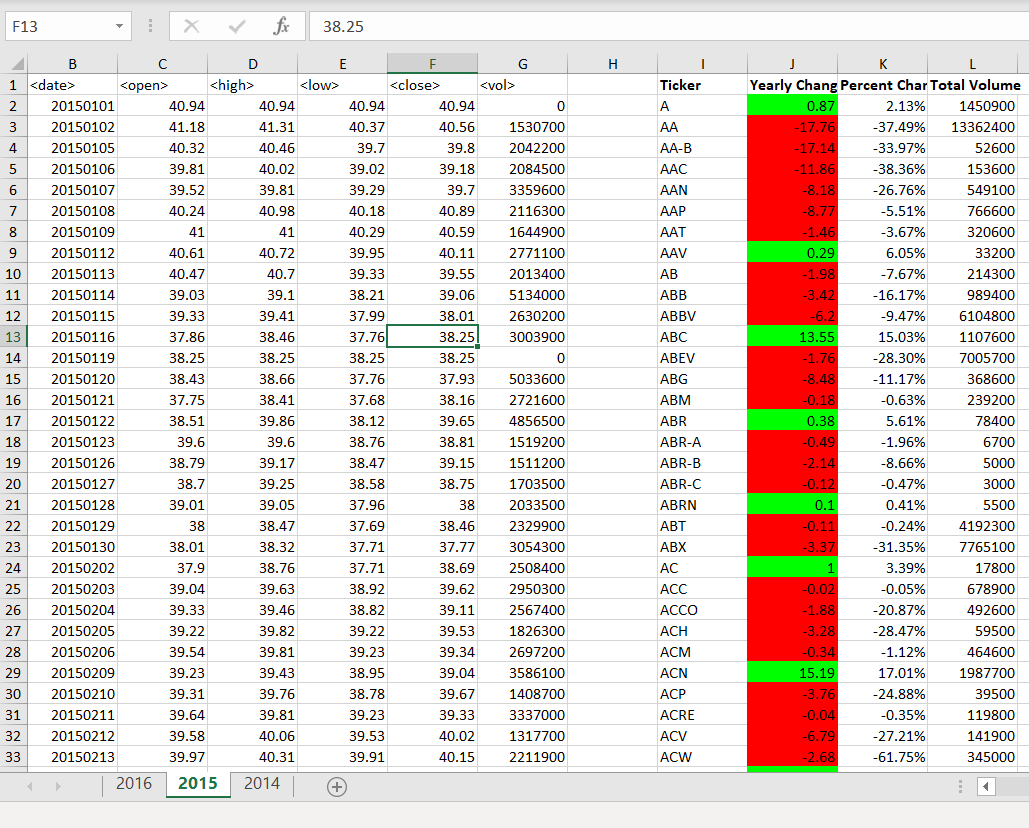 F13 fx 38.25
B C D E F G H I J K L
1 <date> <open> <high> <low> <close> <vol> Ticker Yearly Chang Percent Char Total Volume
2 20150101 40.94 40.94 40.94 40.94 0 A 0.87 2.13% 1450900
3 20150102 41.18 41.31 40.37 40.56 1530700 AA -17.76 -37.49% 13362400
4 20150105 40.32 40.46 39.7 39.8 2042200 AA-B -17.14 -33.97% 52600
5 20150106 39.81 40.02 39.02 39.18 2084500 AAC -11.86 -38.36% 153600
6 20150107 39.52 39.81 39.29 39.7 3359600 AAN -8.18 -26.76% 549100
7 20150108 40.24 40.98 40.18 40.89 2116300 AAP -8.77 -5.51% 766600
8 20150109 41 41 40.29 40.59 1644900 AAT -1.46 -3.67% 320600
9 20150112 40.61 40.72 39.95 40.11 2771100 AAV 0.29 6.05% 33200
10 20150113 40.47 40.7 39.33 39.55 2013400 AB -1.98 -7.67% 214300
11 20150114 39.03 39.1 38.21 39.06 5134000 ABB -3.42 -16.17% 989400
12 20150115 39.33 39.41 37.99 38.01 2630200 ABBV -6.2 -9.47% 6104800
13 20150116 37.86 38.46 37.76 38.25 3003900 ABC 13.55 15.03% 1107600
14 20150119 38.25 38.25 38.25 38.25 0 ABEV -1.76 -28.30% 7005700
15 20150120 38.43 38.66 37.76 37.93 5033600 ABG -8.48 -11.17% 368600
16 20150121 37.75 38.41 37.68 38.16 2721600 ABM -0.18 -0.63% 239200
17 20150122 38.51 39.86 38.12 39.65 4856500 ABR 0.38 5.61% 78400
18 20150123 39.6 39.6 38.76 38.81 1519200 ABR-A -0.49 -1.96% 6700
19 20150126 38.79 39.17 38.47 39.15 1511200 ABR-B -2.14 -8.66% 5000
20 20150127 38.7 39.25 38.58 38.75 1703500 ABR-C -0.12 -0.47% 3000
21 20150128 39.01 39.05 37.96 38 2033500 ABRN 0.1 0.41% 5500
22 20150129 38 38.47 37.69 38.46 2329900 ABT -0.11 -0.24% 4192300
23 20150130 38.01 38.32 37.71 37.77 3054300 ABX -3.37 -31.35% 7765100
24 20150202 37.9 38.76 37.71 38.69 2508400 AC 1 3.39% 17800
25 20150203 39.04 39.63 38.92 39.62 2950300 ACC -0.02 -0.05% 678900
26 20150204 39.33 39.46 38.82 39.11 2567400 ACCO -1.88 -20.87% 492600
27 20150205 39.22 39.82 39.22 39.53 1826300 ACH -3.28 -28.47% 59500
28 20150206 39.54 39.81 39.23 39.34 2697200 ACM -0.34 -1.12% 464600
29 20150209 39.23 39.43 38.95 39.04 3586100 ACN 15.19 17.01% 1987700
30 20150210 39.31 39.76 38.78 39.67 1408700 ACP -3.76 -24.88% 39500
31 20150211 39.64 39.81 39.23 39.33 3337000 ACRE -0.04 -0.35% 119800
32 20150212 39.58 40.06 39.53 40.02 1317700 ACV -6.79 -27.21% 141900
33 20150213 39.97 40.31 39.91 40.15 2211900 ACW -2.68 -61.75% 345000
2016 2015 2014